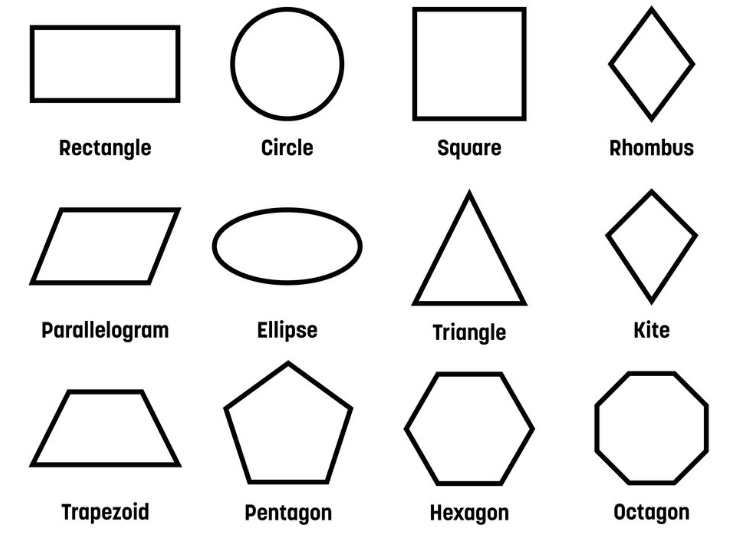 Rectangle
Circle
Square
Rhombus
Parallelogram
Ellipse
Triangle
Kite
Trapezoid
Pentagon
Hexagon
Octagon